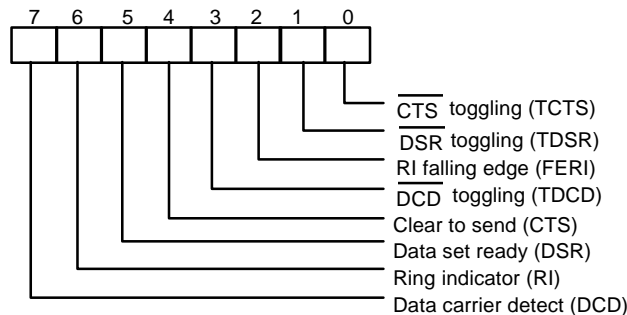 7 6 5 4 3 2 1 0
CTS toggling (TCTS)
DSR toggling (TDSR)
RI falling edge (FERI)
DCD toggling (TDCD)
Clear to send (CTS)
Data set ready (DSR)
Ring indicator (RI)
Data carrier detect (DCD)